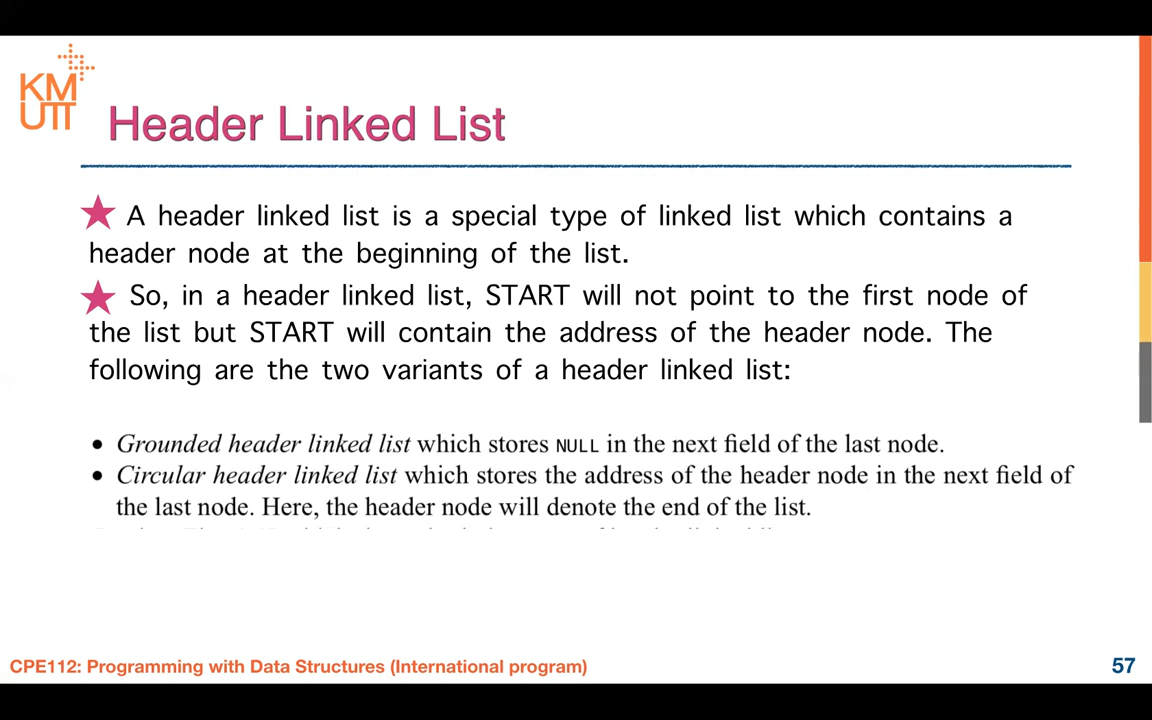 KM
UTT
Header Linked List
★ A header linked list is a special type of linked list which contains a
header node at the beginning of the list.
★ So, in a header linked list, START will not point to the first node of
the list but START will contain the address of the header node. The
following are the two variants of a header linked list:
• Grounded header linked list which stores NULL in the next field of the last node.
• Circular header linked list which stores the address of the header node in the next field of
the last node. Here, the header node will denote the end of the list.
CPE112: Programming with Data Structures (International program)
57